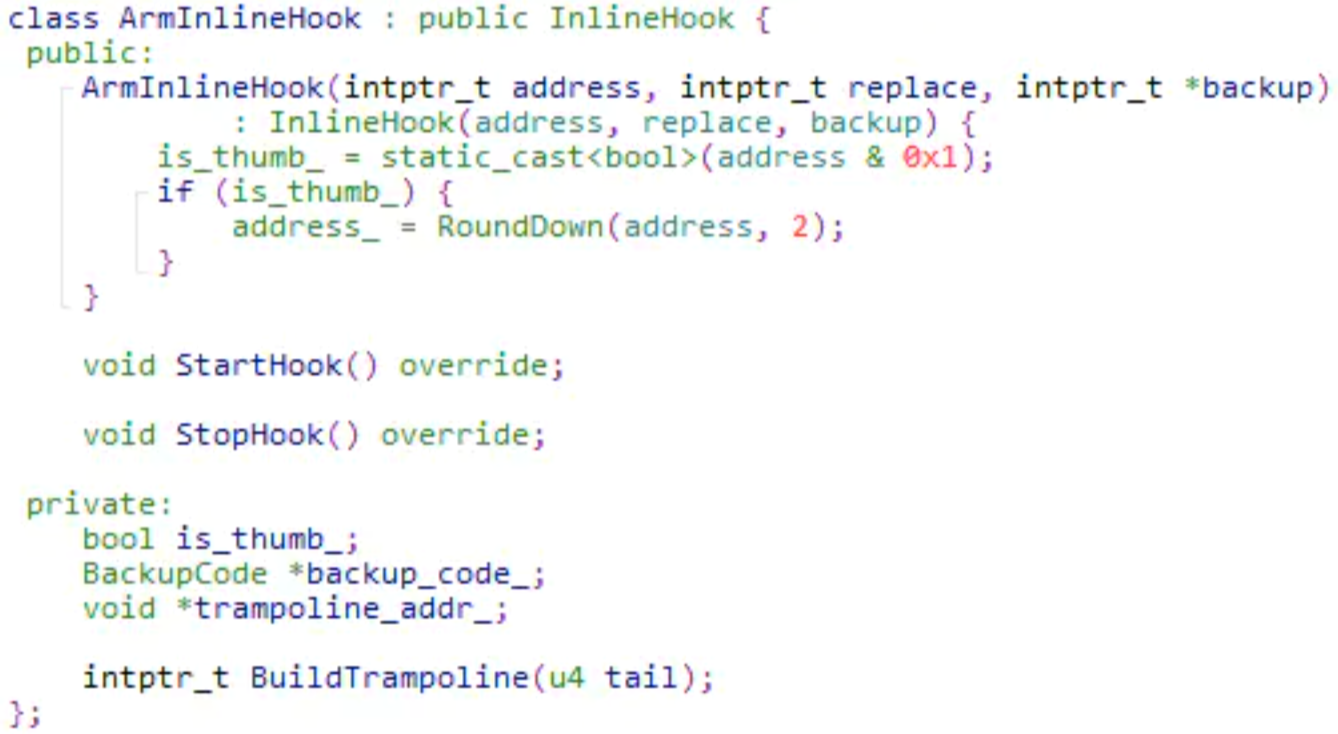 class ArmInlineHook : public InlineHook {
 public:
    ArmInlineHook(intptr_t address, intptr_t replace, intptr_t *backup)
            : InlineHook(address, replace, backup) {
        is_thumb_ = static_cast<bool>(address & 0x1);
        if (is_thumb_) {
            address_ = RoundDown(address, 2);
        }
    }

    void StartHook() override;

    void StopHook() override;

 private:
    bool is_thumb_;
    BackupCode *backup_code_;
    void *trampoline_addr_;

    intptr_t BuildTrampoline(u4 tail);
};